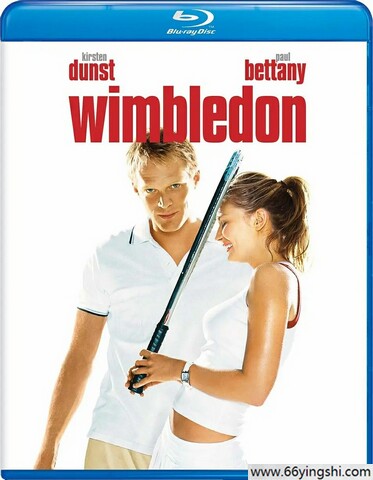 Blu-ray Disc
kirsten paul
dunst bettany
wimbledon
www.66yingshi.com